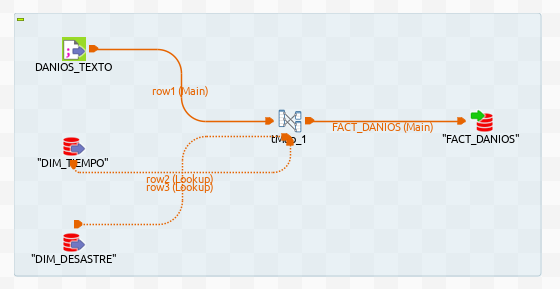 DANIOS_TEXTO
row1 (Main)
tMap_1
FACT_DANIOS (Main)
"FACT_DANIOS"
"DIM_TIEMPO"
row2 (Lookup)
row3 (Lookup)
"DIM_DESASTRE"